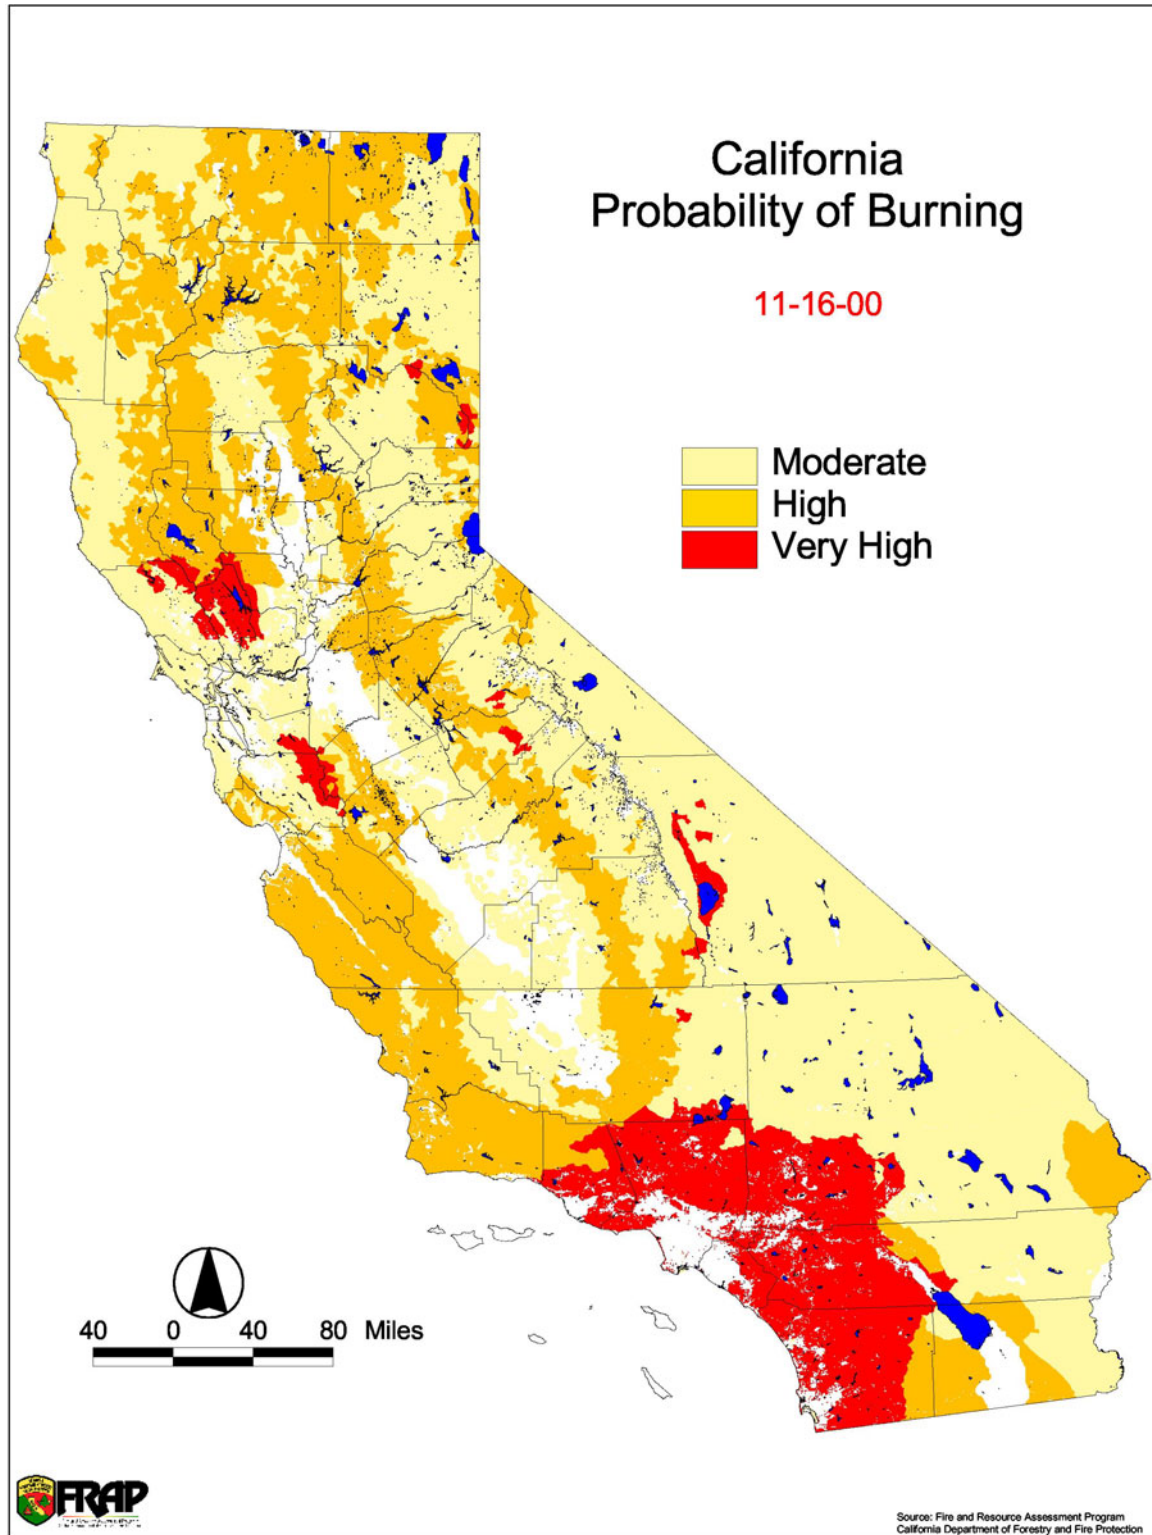 California
Probability of Burning
11-16-00
Moderate
High
Very High
40 0 40 80 Miles
FRAP
Source: Fire and Resource Assessment Program
California Department of Forestry and Fire Protection